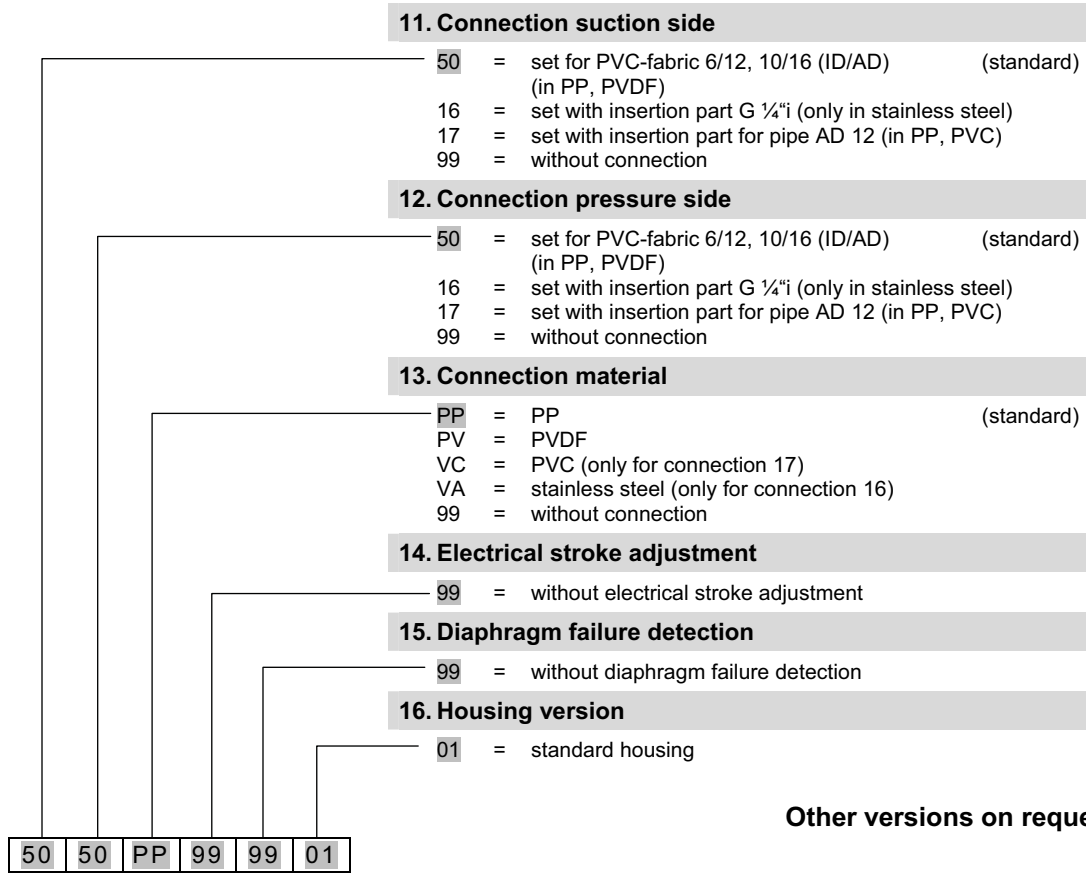 11. Connection suction side
50 = set for PVC-fabric 6/12, 10/16 (ID/AD) (standard)
(in PP, PVDF)
16 = set with insertion part G ¼“i (only in stainless steel)
17 = set with insertion part for pipe AD 12 (in PP, PVC)
99 = without connection
12. Connection pressure side
50 = set for PVC-fabric 6/12, 10/16 (ID/AD) (standard)
(in PP, PVDF)
16 = set with insertion part G ¼“i (only in stainless steel)
17 = set with insertion part for pipe AD 12 (in PP, PVC)
99 = without connection
13. Connection material
PP = PP (standard)
PV = PVDF
VC = PVC (only for connection 17)
VA = stainless steel (only for connection 16)
99 = without connection
14. Electrical stroke adjustment
99 = without electrical stroke adjustment
15. Diaphragm failure detection
99 = without diaphragm failure detection
16. Housing version
01 = standard housing
Other versions on reque
50 50 PP 99 99 01